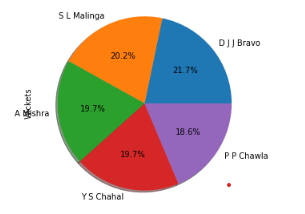 S L Malinga
D J J Bravo
20.2%
21.7%
Wickets
A Mishra
19.7%
18.6%
19.7%
P P Chawla
Y S Chahal